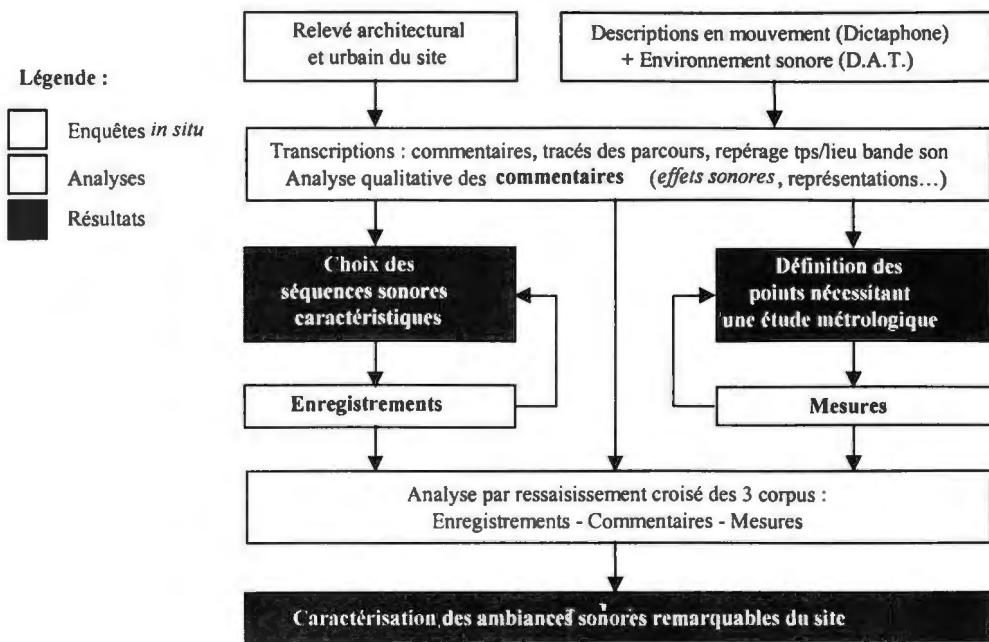 Relevé architectural
et urbain du site
Descriptions en mouvement (Dictaphone)
+ Environnement sonore (D.A.T.)
Légende :
Enquêtes in situ
Analyses
Résultats
Transcriptions : commentaires, tracés des parcours, repérage tps/lieu bande son
Analyse qualitative des commentaires (effets sonores, représentations…)
Choix des
séquences sonores
caractéristiques
Définition des
points nécessitant
une étude métrologique
Enregistrements
Mesures
Analyse par ressaisissement croisé des 3 corpus :
Enregistrements - Commentaires - Mesures
Caractérisation des ambiances sonores remarquables du site